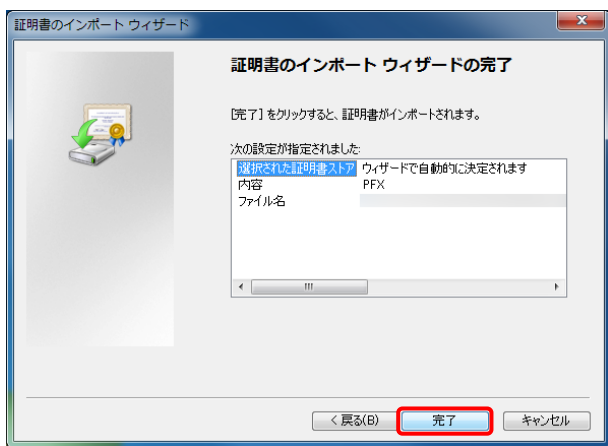 証明書のインポート ウィザード
証明書のインポート ウィザードの完了
[完了] をクリックすると、証明書がインポートされます。
次の設定が指定されました:
選択された証明書ストア ウィザードで自動的に決定されます
内容 PFX
ファイル名
< 戻る(B) 完了 キャンセル